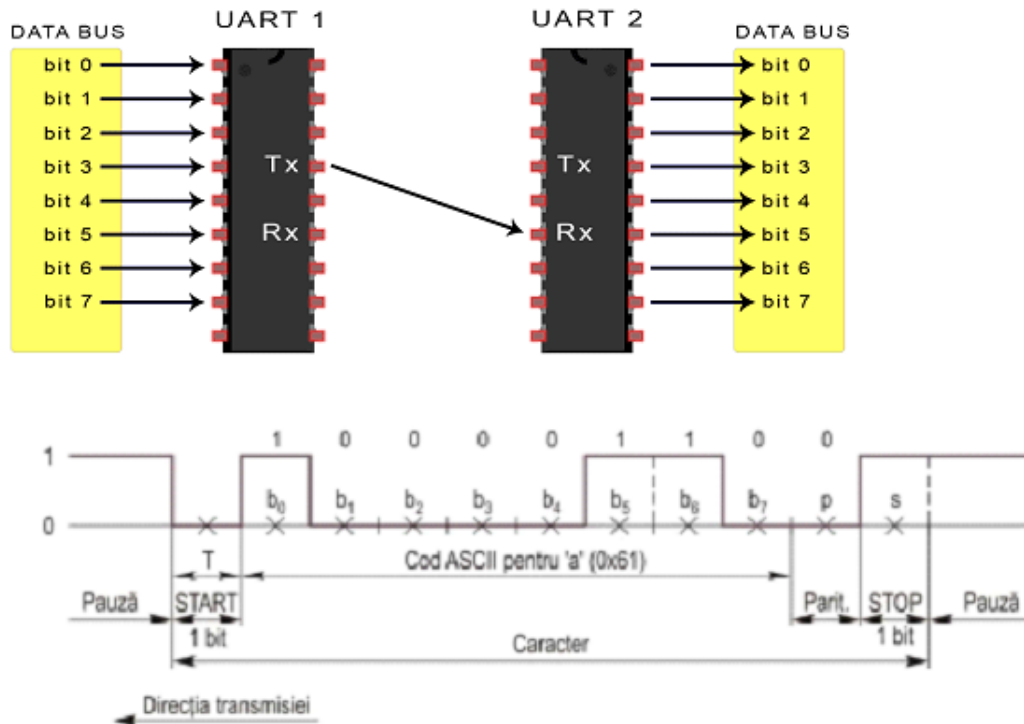 UART 1
UART 2
DATA BUS
DATA BUS
bit 0
bit 1
bit 2
bit 3
bit 4
bit 5
bit 6
bit 7
Tx
Rx
Tx
Rx
bit 0
bit 1
bit 2
bit 3
bit 4
bit 5
bit 6
bit 7
1 0 0 0 0 1 1 0 0
1
b₀ b₁ b₂ b₃ b₄ b₅ b₆ b₇ p s
0
T
Cod ASCII pentru 'a' (0x61)
Pauză START Parit. STOP Pauză
1 bit 1 bit
Caracter
Direcția transmisiei